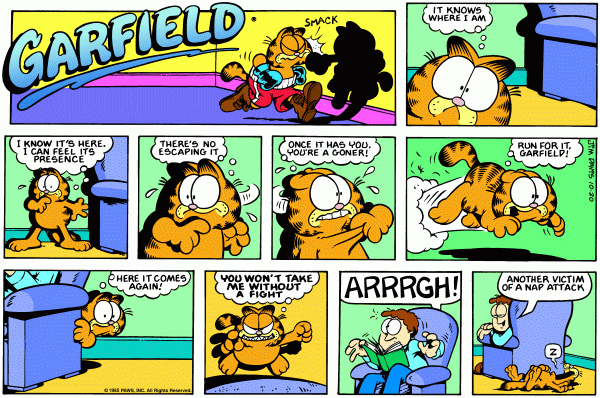 GARFIELD
SMACK
IT KNOWS
WHERE I AM
I KNOW IT'S HERE.
I CAN FEEL ITS
PRESENCE
THERE'S NO
ESCAPING IT
ONCE IT HAS YOU,
YOU'RE A GONER!
RUN FOR IT,
GARFIELD!
JIM DAVIS 10-20
HERE IT COMES
AGAIN!
© 1985 PAWS, INC. All Rights Reserved.
YOU WON'T TAKE
ME WITHOUT
A FIGHT
ARRRGH!
ANOTHER VICTIM
OF A NAP ATTACK
Z